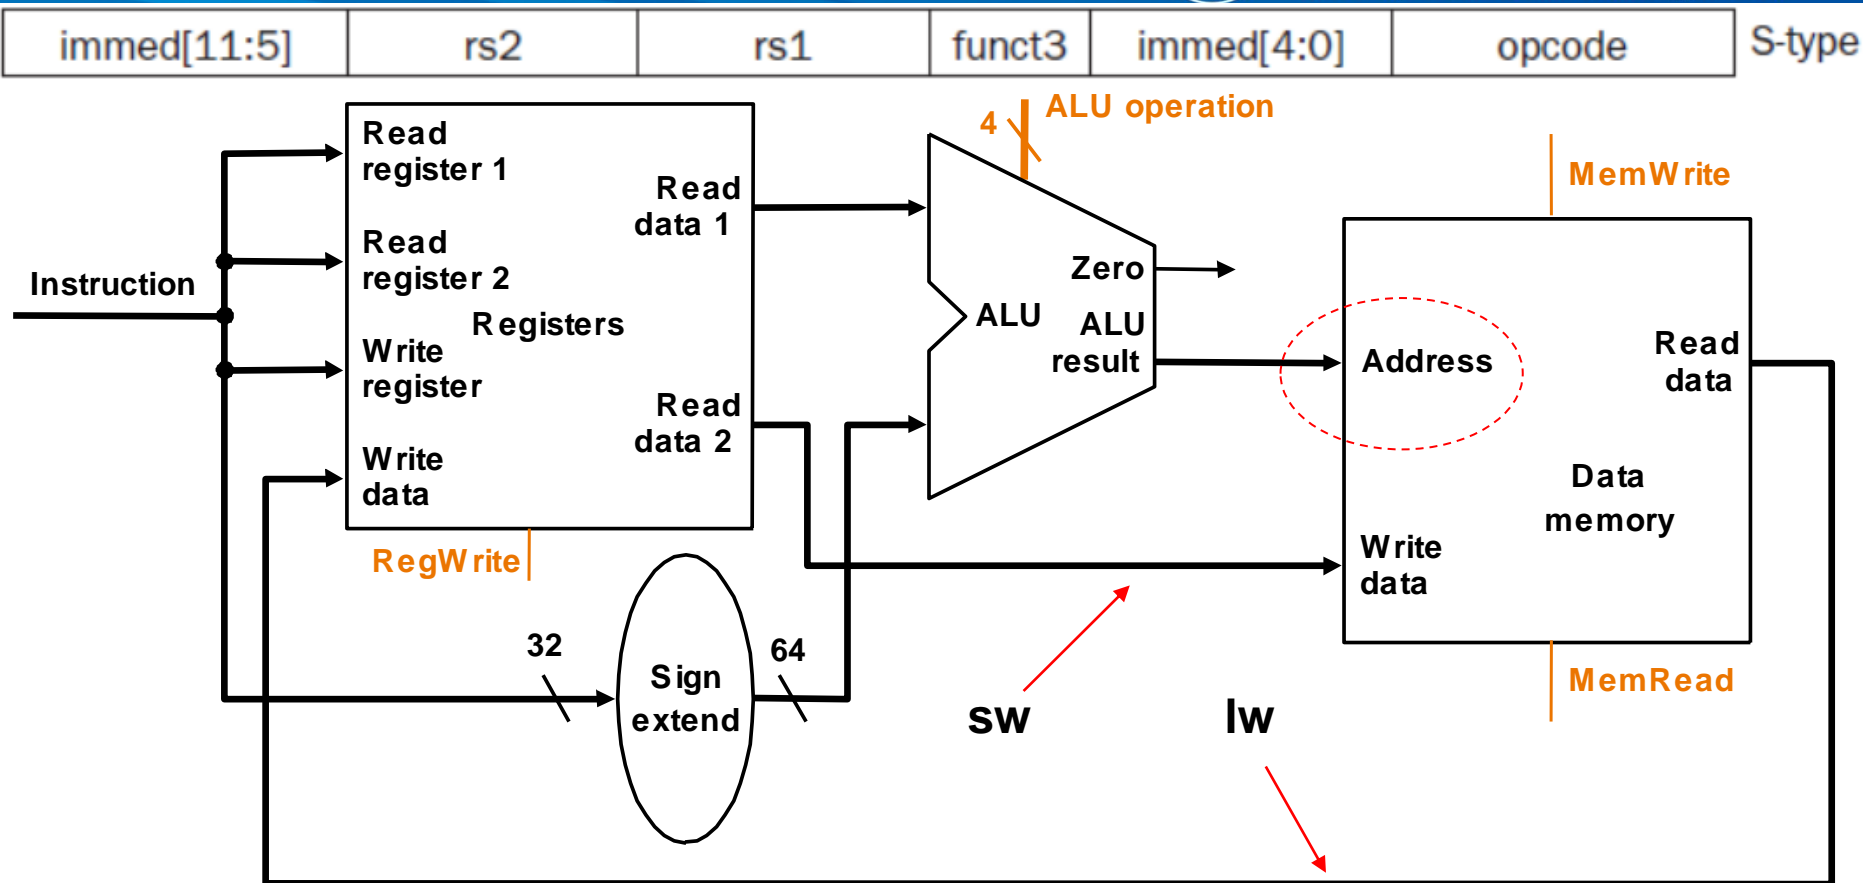 immed[11:5] rs2 rs1 funct3 immed[4:0] opcode S-type
4 ALU operation
Read
register 1
Read
data 1
MemWrite
Read
register 2
Instruction
Registers
Zero
ALU
ALU
result
Write
register
Address
Read
data
Read
data 2
Write
data
Data
memory
RegWrite
Write
data
32
64
Sign
extend
MemRead
sw
lw